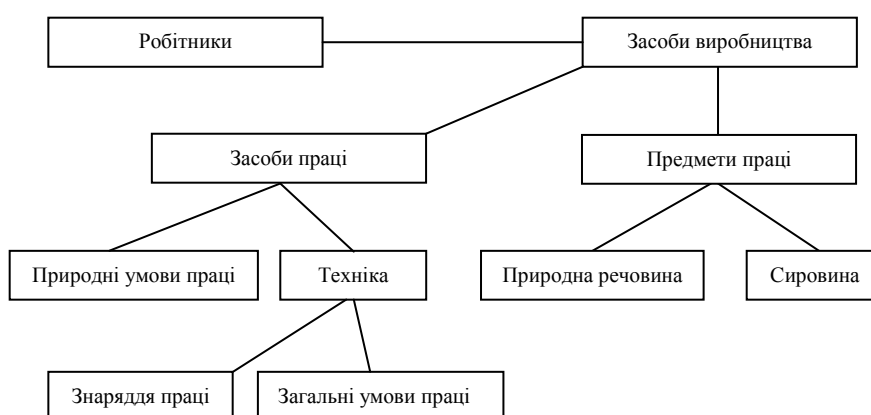 Робітники
Засоби виробництва
Засоби праці
Предмети праці
Природні умови праці
Техніка
Природна речовина
Сировина
Знаряддя праці
Загальні умови праці